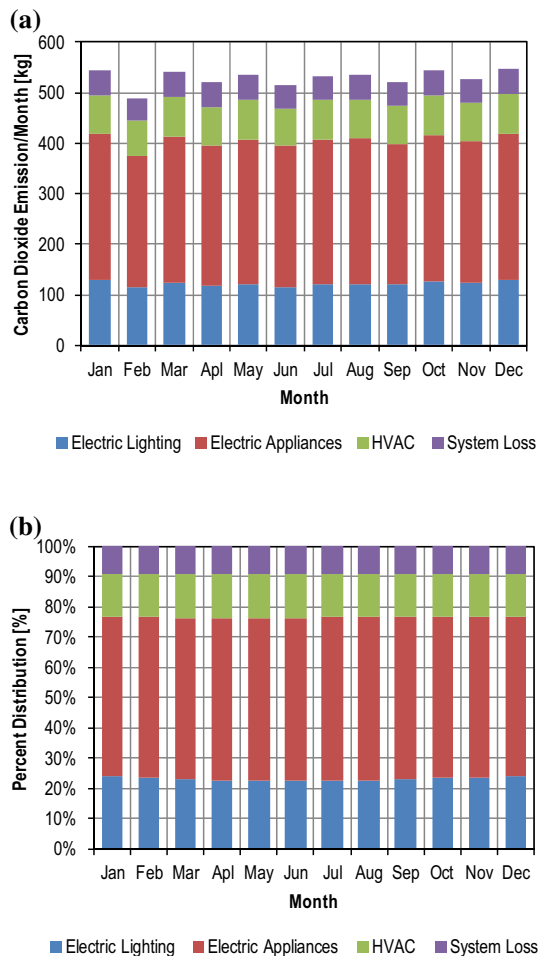 (a)
Carbon Dioxide Emission/Month [kg]
600
500
400
300
200
100
0
Jan Feb Mar Apl May Jun Jul Aug Sep Oct Nov Dec
Month
Electric Lighting Electric Appliances HVAC System Loss
(b)
Percent Distribution [%]
100%
90%
80%
70%
60%
50%
40%
30%
20%
10%
0%
Jan Feb Mar Apl May Jun Jul Aug Sep Oct Nov Dec
Month
Electric Lighting Electric Appliances HVAC System Loss